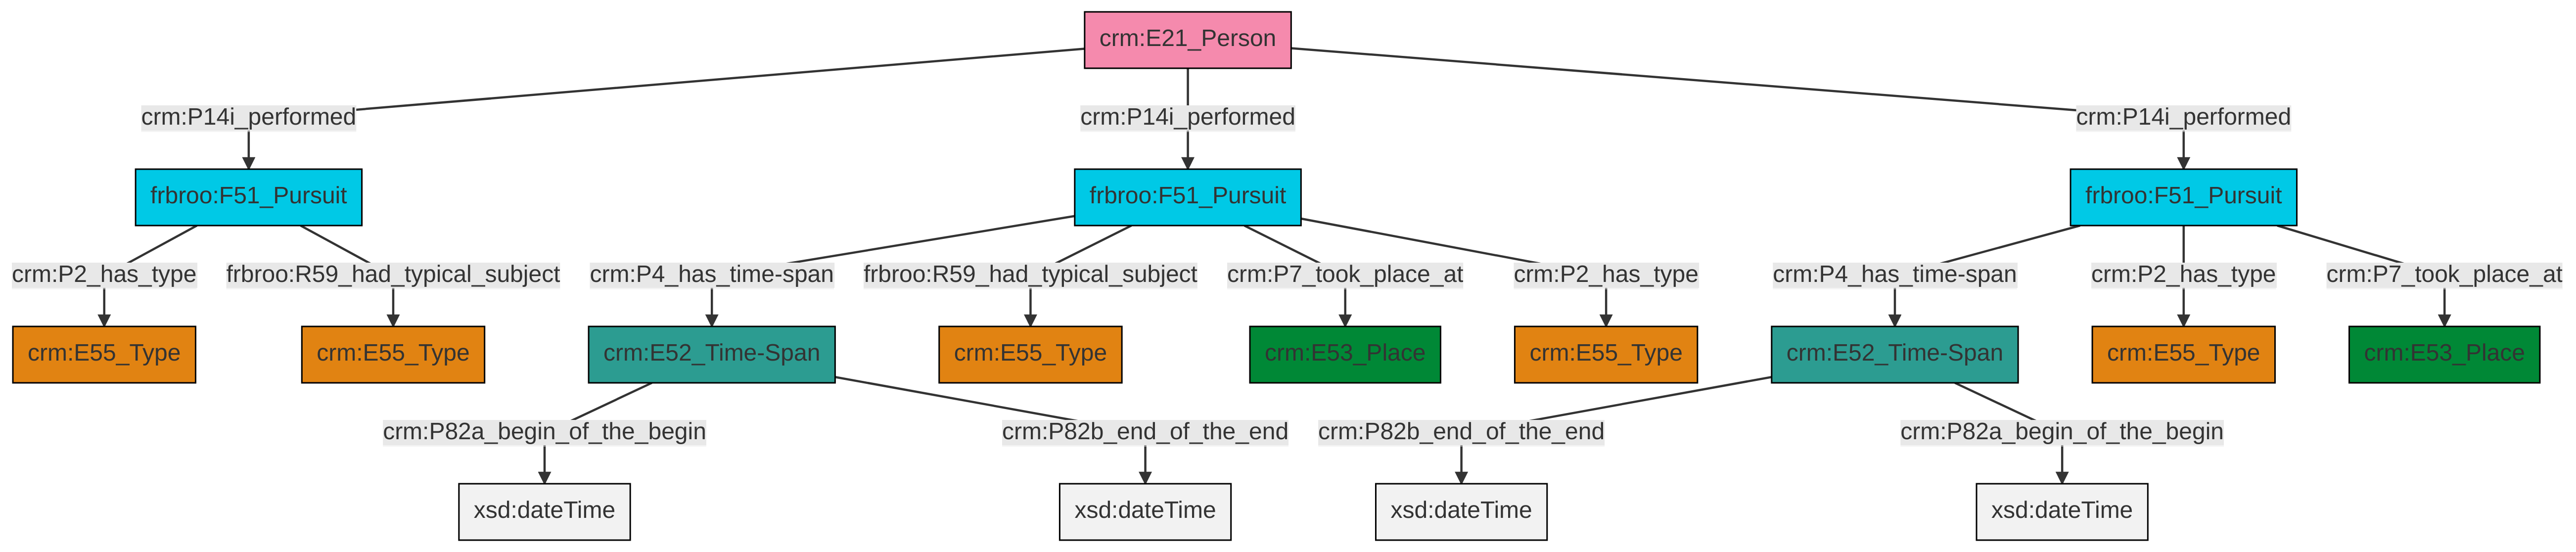 crm:E21_Person
crm:P14i_performed
crm:P14i_performed
crm:P14i_performed
frbroo:F51_Pursuit
frbroo:F51_Pursuit
frbroo:F51_Pursuit
crm:P2_has_type
frbroo:R59_had_typical_subject
crm:P4_has_time-span
frbroo:R59_had_typical_subject
crm:P7_took_place_at
crm:P2_has_type
crm:P4_has_time-span
crm:P2_has_type
crm:P7_took_place_at
crm:E55_Type
crm:E55_Type
crm:E52_Time-Span
crm:E55_Type
crm:E53_Place
crm:E55_Type
crm:E52_Time-Span
crm:E55_Type
crm:E53_Place
crm:P82a_begin_of_the_begin
crm:P82b_end_of_the_end
crm:P82b_end_of_the_end
crm:P82a_begin_of_the_begin
xsd:dateTime
xsd:dateTime
xsd:dateTime
xsd:dateTime